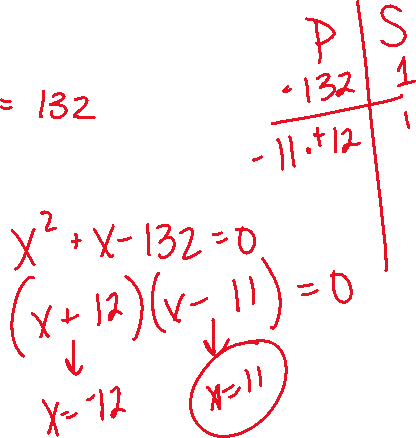 P | S
-132 | 1
-11 · +12 | 1
= 132
x² + x - 132 = 0
(x + 12)(x - 11) = 0
x = -12 x = 11